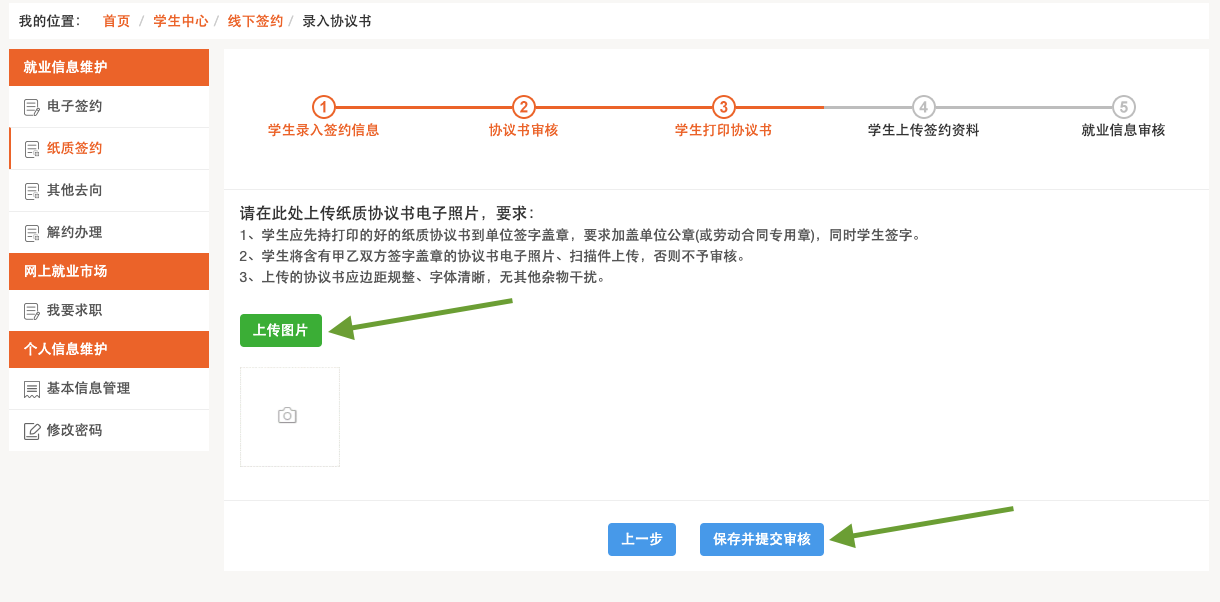 我的位置： 首页 / 学生中心 / 线下签约 / 录入协议书
就业信息维护
电子签约
纸质签约
其他去向
解约办理
网上就业市场
我要求职
个人信息维护
基本信息管理
修改密码
1 2 3 4 5
学生录入签约信息 协议书审核 学生打印协议书 学生上传签约资料 就业信息审核
请在此处上传纸质协议书电子照片，要求：
1、学生应先持打印的好的纸质协议书到单位签字盖章，要求加盖单位公章(或劳动合同专用章)，同时学生签字。
2、学生将含有甲乙双方签字盖章的协议书电子照片、扫描件上传，否则不予审核。
3、上传的协议书应边距规整、字体清晰，无其他杂物干扰。
上传图片
上一步 保存并提交审核